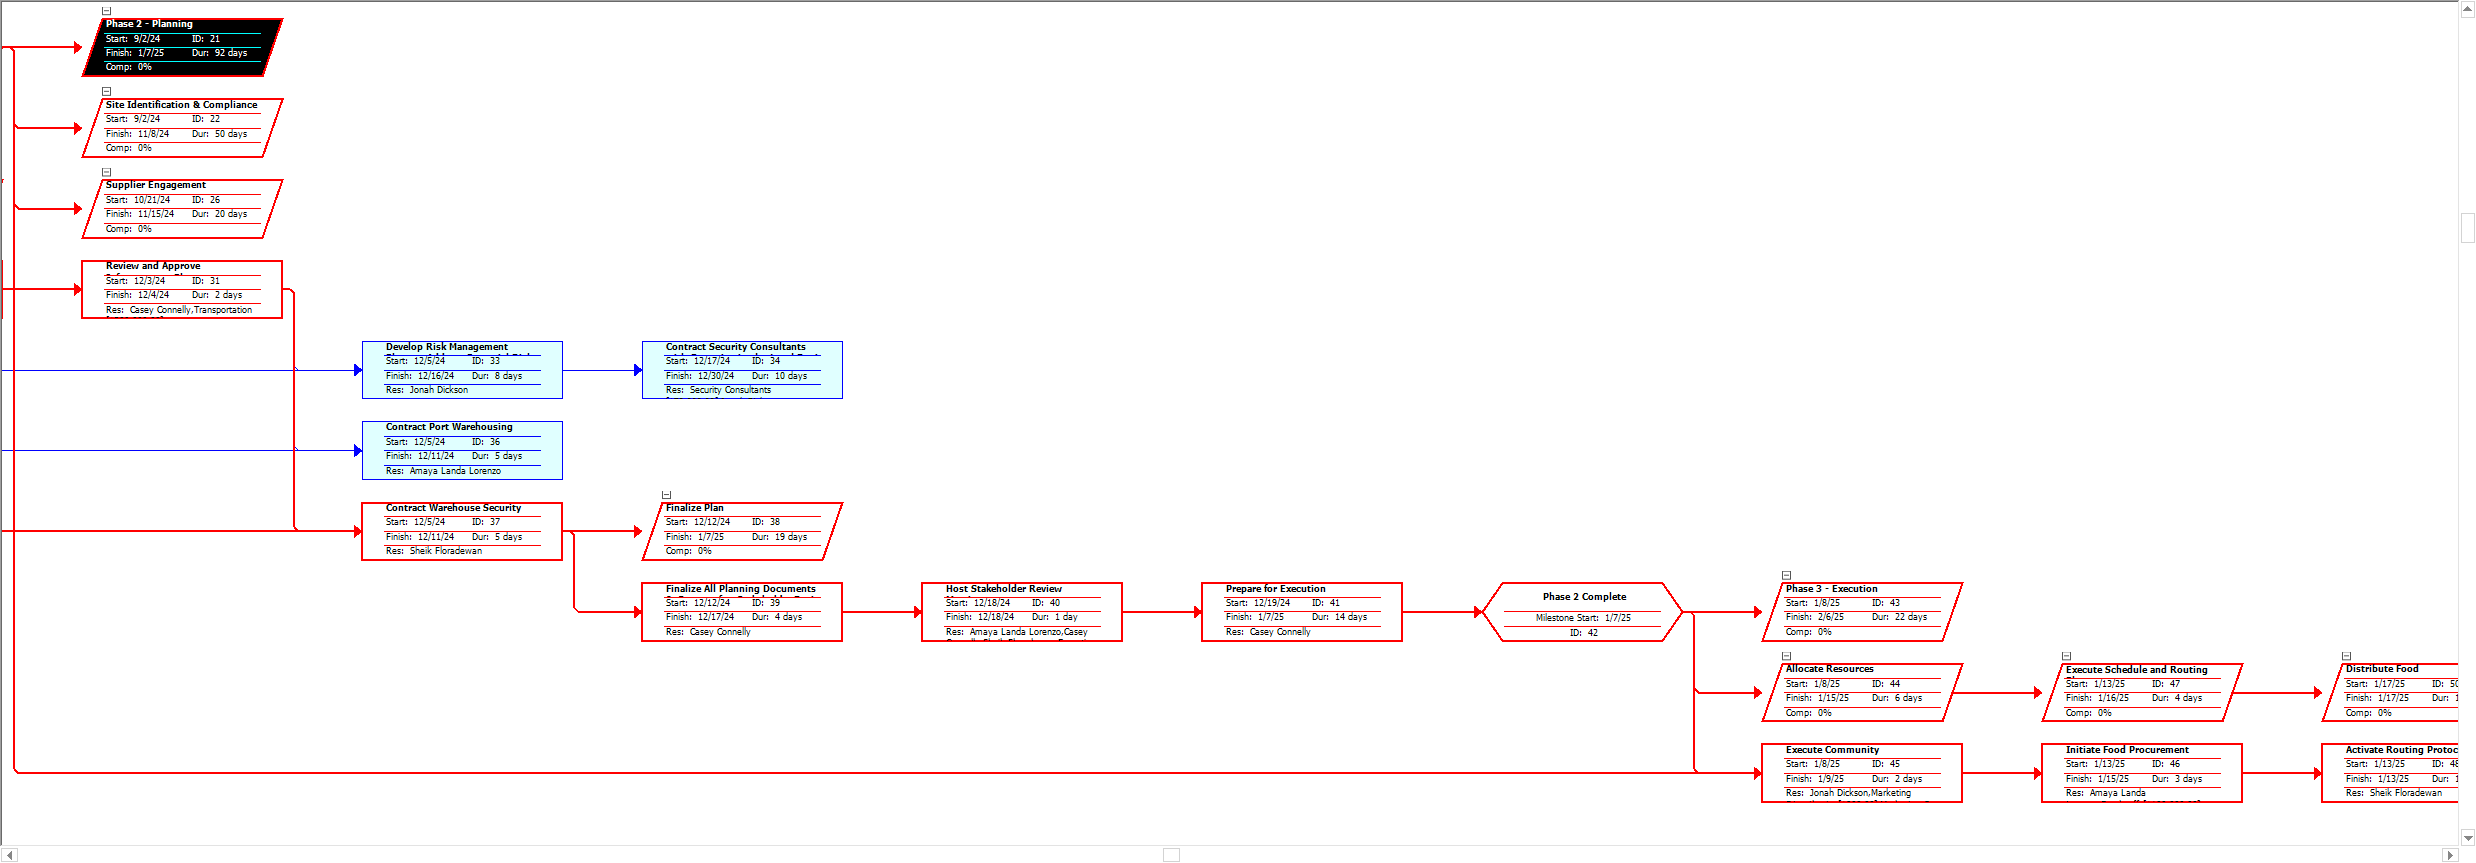 Phase 2 - Planning
Start: 9/2/24 ID: 21
Finish: 1/7/25 Dur: 92 days
Comp: 0%
Site Identification & Compliance
Start: 9/2/24 ID: 22
Finish: 11/8/24 Dur: 50 days
Comp: 0%
Supplier Engagement
Start: 10/21/24 ID: 26
Finish: 11/15/24 Dur: 20 days
Comp: 0%
Review and Approve
Start: 12/3/24 ID: 31
Finish: 12/4/24 Dur: 2 days
Res: Casey Connelly,Transportation
Develop Risk Management
Start: 12/5/24 ID: 33
Finish: 12/16/24 Dur: 8 days
Res: Jonah Dickson
Contract Security Consultants
Start: 12/17/24 ID: 34
Finish: 12/30/24 Dur: 10 days
Res: Security Consultants
Contract Port Warehousing
Start: 12/5/24 ID: 36
Finish: 12/11/24 Dur: 5 days
Res: Amaya Landa Lorenzo
Contract Warehouse Security
Start: 12/5/24 ID: 37
Finish: 12/11/24 Dur: 5 days
Res: Sheik Floradewan
Finalize Plan
Start: 12/12/24 ID: 38
Finish: 1/7/25 Dur: 19 days
Comp: 0%
Finalize All Planning Documents
Start: 12/12/24 ID: 39
Finish: 12/17/24 Dur: 4 days
Res: Casey Connelly
Host Stakeholder Review
Start: 12/18/24 ID: 40
Finish: 12/18/24 Dur: 1 day
Res: Amaya Landa Lorenzo,Casey
Prepare for Execution
Start: 12/19/24 ID: 41
Finish: 1/7/25 Dur: 14 days
Res: Casey Connelly
Phase 2 Complete
Milestone Start: 1/7/25
ID: 42
Phase 3 - Execution
Start: 1/8/25 ID: 43
Finish: 2/6/25 Dur: 22 days
Comp: 0%
Allocate Resources
Start: 1/8/25 ID: 44
Finish: 1/15/25 Dur: 6 days
Comp: 0%
Execute Schedule and Routing
Start: 1/13/25 ID: 47
Finish: 1/16/25 Dur: 4 days
Comp: 0%
Distribute Food
Start: 1/17/25 ID: 50
Finish: 1/17/25 Dur: 1
Comp: 0%
Execute Community
Start: 1/8/25 ID: 45
Finish: 1/9/25 Dur: 2 days
Res: Jonah Dickson,Marketing
Initiate Food Procurement
Start: 1/13/25 ID: 46
Finish: 1/15/25 Dur: 3 days
Res: Amaya Landa
Activate Routing Protoc
Start: 1/13/25 ID: 48
Finish: 1/13/25 Dur: 1
Res: Sheik Floradewan